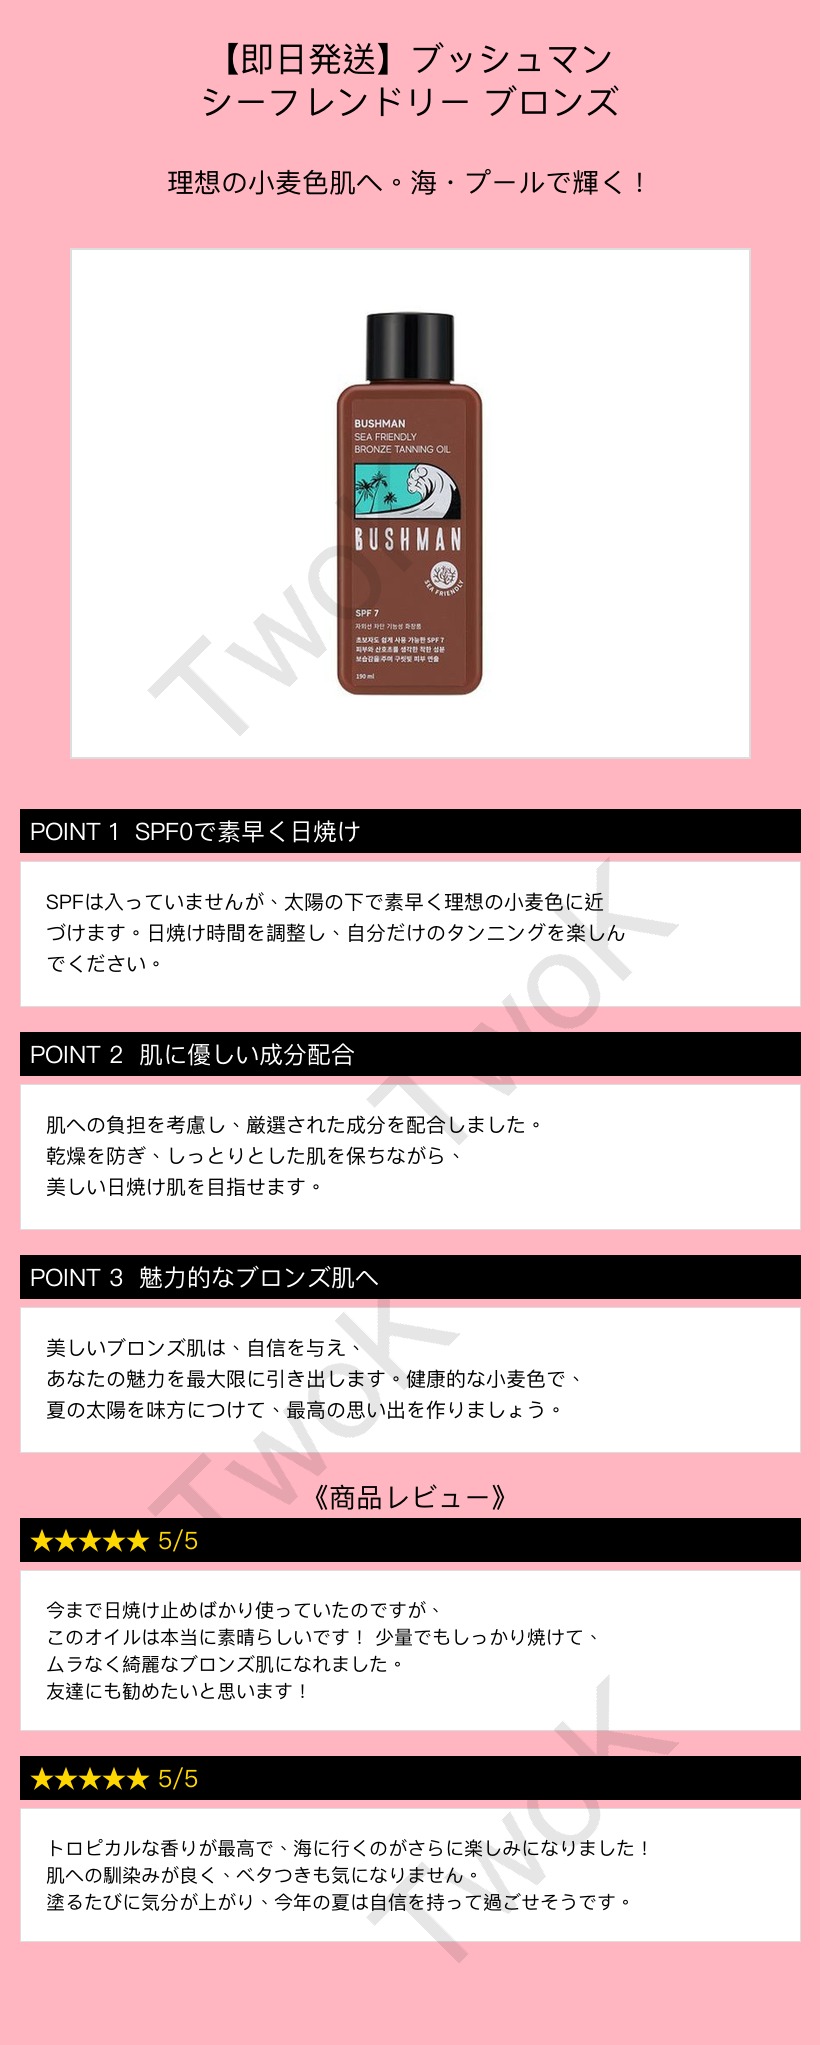 【即日発送】ブッシュマン
シーフレンドリー ブロンズ
理想の小麦色肌へ。海・プールで輝く！
BUSHMAN
SEA FRIENDLY
BRONZE TANNING OIL
BUSHMAN
SEA FRIENDLY
SPF 7
자외선 차단 기능성 화장품
초보자도 쉽게 사용 가능한 SPF 7
피부와 산호초를 생각한 착한 성분
보습감을 주며 구릿빛 피부 연출
190 ml
TwoK
POINT 1 SPF0で素早く日焼け
SPFは入っていませんが、太陽の下で素早く理想の小麦色に近
づけます。日焼け時間を調整し、自分だけのタンニングを楽しん
でください。
TwoK
POINT 2 肌に優しい成分配合
肌への負担を考慮し、厳選された成分を配合しました。
乾燥を防ぎ、しっとりとした肌を保ちながら、
美しい日焼け肌を目指せます。
POINT 3 魅力的なブロンズ肌へ
美しいブロンズ肌は、自信を与え、
あなたの魅力を最大限に引き出します。健康的な小麦色で、
夏の太陽を味方につけて、最高の思い出を作りましょう。
TwoK
《商品レビュー》
★★★★★ 5/5
今まで日焼け止めばかり使っていたのですが、
このオイルは本当に素晴らしいです！ 少量でもしっかり焼けて、
ムラなく綺麗なブロンズ肌になれました。
友達にも勧めたいと思います！
★★★★★ 5/5
トロピカルな香りが最高で、海に行くのがさらに楽しみになりました！
肌への馴染みが良く、ベタつきも気になりません。
塗るたびに気分が上がり、今年の夏は自信を持って過ごせそうです。
TwoK